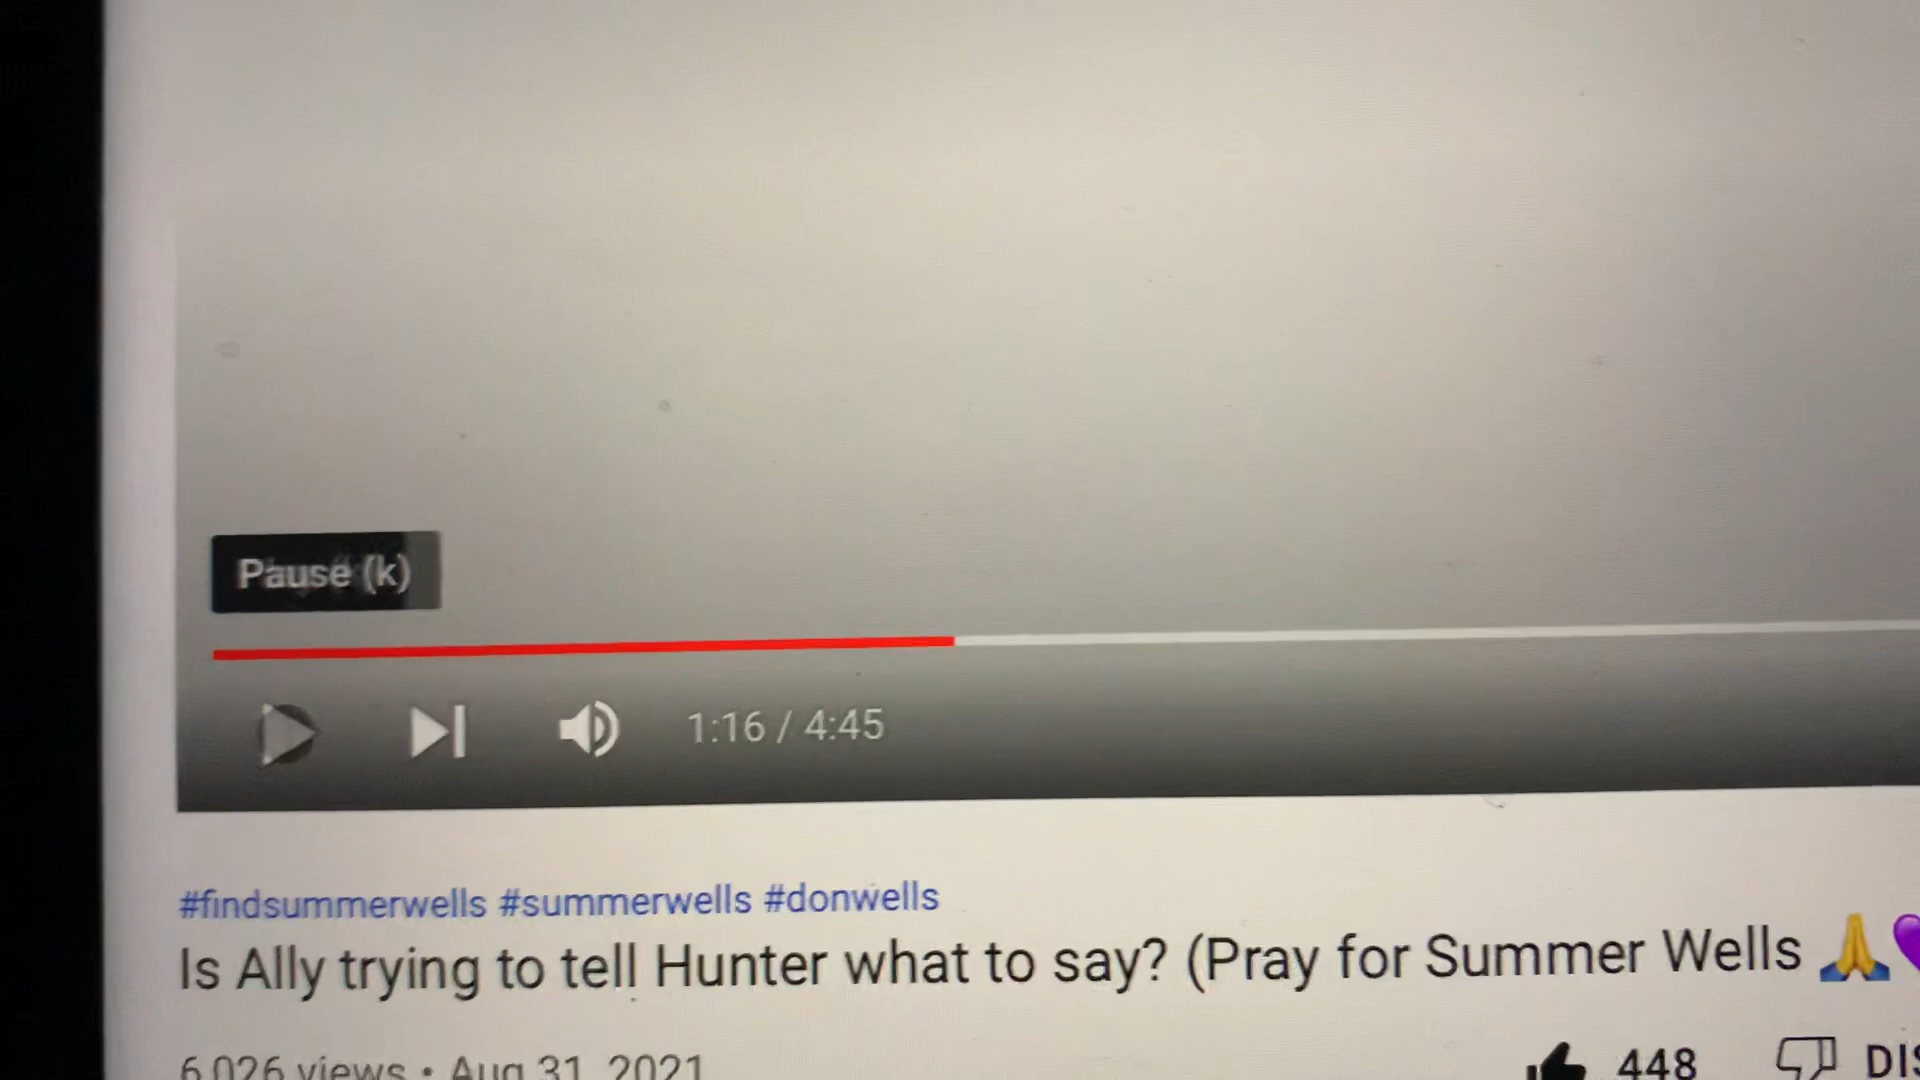 Pause (k)
1:16 / 4:45
#findsummerwells #summerwells #donwells
Is Ally trying to tell Hunter what to say? (Pray for Summer Wells 🙏💜
6,026 views • Aug 31, 2021
448 DIS